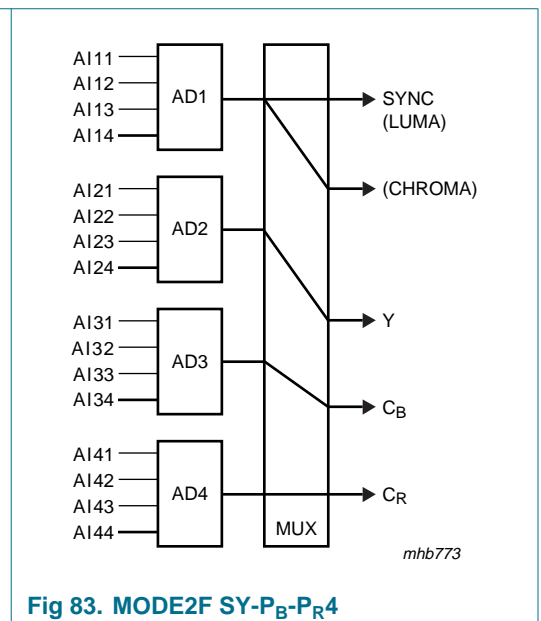 AI11
AI12
AI13
AI14
AD1
SYNC
(LUMA)
(CHROMA)
AI21
AI22
AI23
AI24
AD2
Y
AI31
AI32
AI33
AI34
AD3
CB
AI41
AI42
AI43
AI44
AD4
CR
MUX
mhb773
Fig 83. MODE2F SY-PB-PR4